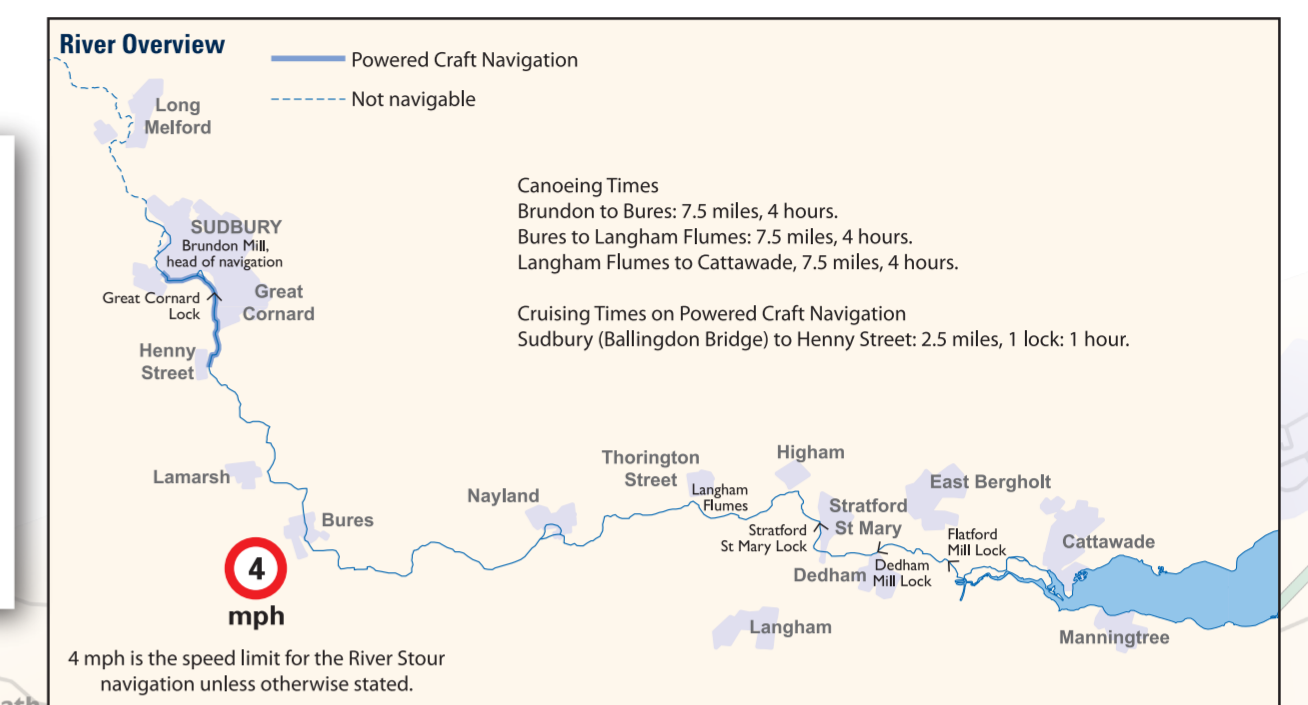 River Overview
Powered Craft Navigation
Not navigable
Long
Melford
Canoeing Times
Brundon to Bures: 7.5 miles, 4 hours.
Bures to Langham Flumes: 7.5 miles, 4 hours.
Langham Flumes to Cattawade, 7.5 miles, 4 hours.
Cruising Times on Powered Craft Navigation
Sudbury (Ballingdon Bridge) to Henny Street: 2.5 miles, 1 lock: 1 hour.
SUDBURY
Brundon Mill,
head of navigation
Great Cornard
Lock
Great
Cornard
Henny
Street
Lamarsh
Bures
Nayland
Thorington
Street
Langham
Flumes
Higham
Stratford
St Mary
Stratford
St Mary Lock
East Bergholt
Flatford
Mill Lock
Cattawade
Dedham
Dedham
Mill Lock
Langham
Manningtree
4
mph
4 mph is the speed limit for the River Stour
navigation unless otherwise stated.